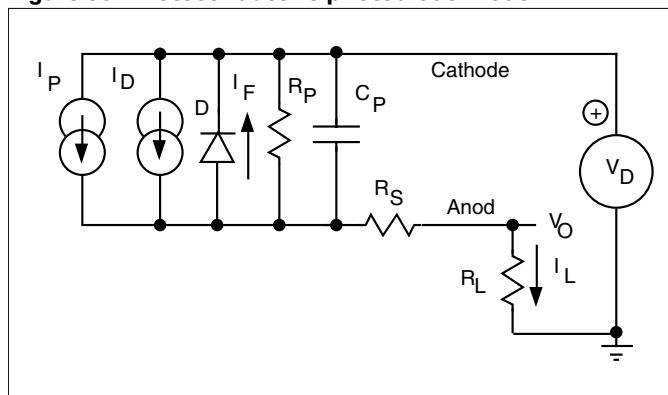 I P
I D
D
I F
R P
C P
Cathode
+
V D
R S
Anod
V O
R L
I L